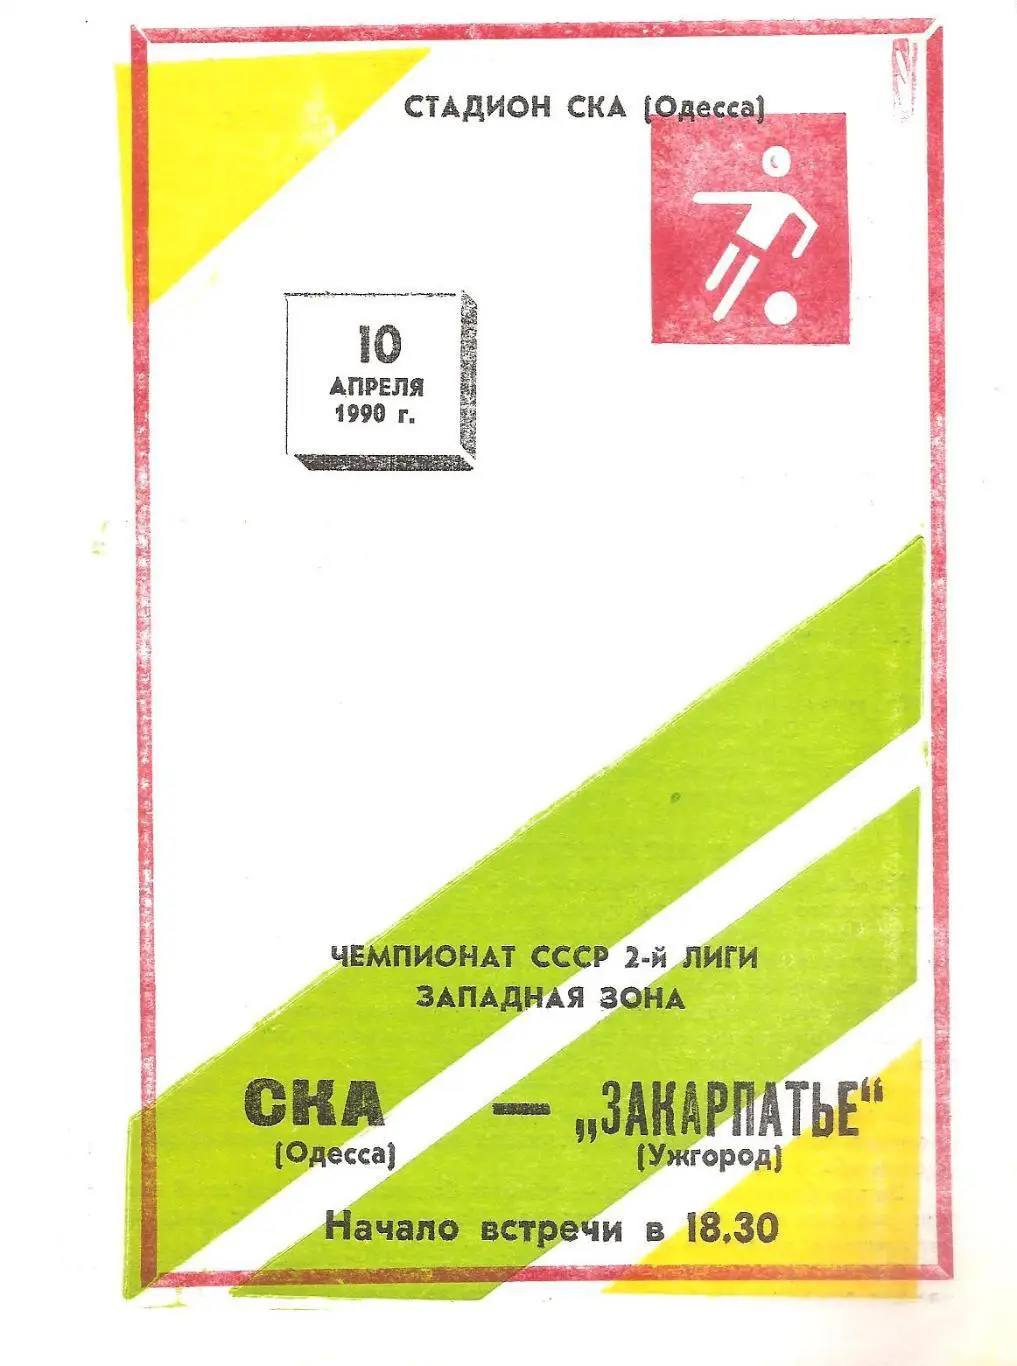 СТАДИОН СКА (Одесса)
10
АПРЕЛЯ
1990 г.
ЧЕМПИОНАТ СССР 2-й ЛИГИ
ЗАПАДНАЯ ЗОНА
СКА — „ЗАКАРПАТЬЕ“
(Одесса) (Ужгород)
Начало встречи в 18.30